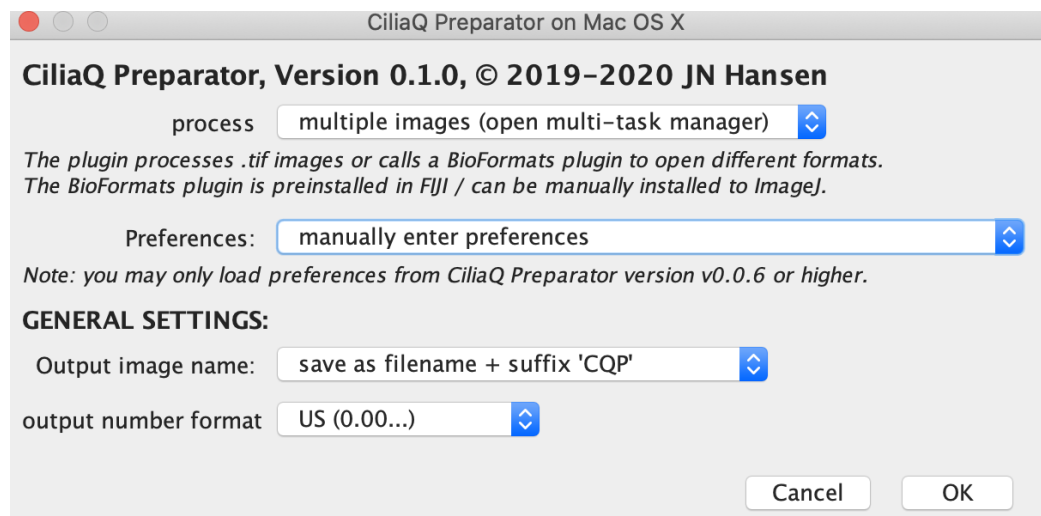 CiliaQ Preparator on Mac OS X
CiliaQ Preparator, Version 0.1.0, © 2019–2020 JN Hansen
process multiple images (open multi-task manager)
The plugin processes .tif images or calls a BioFormats plugin to open different formats.
The BioFormats plugin is preinstalled in FIJI / can be manually installed to ImageJ.
Preferences: manually enter preferences
Note: you may only load preferences from CiliaQ Preparator version v0.0.6 or higher.
GENERAL SETTINGS:
Output image name: save as filename + suffix 'CQP'
output number format US (0.00...)
Cancel OK